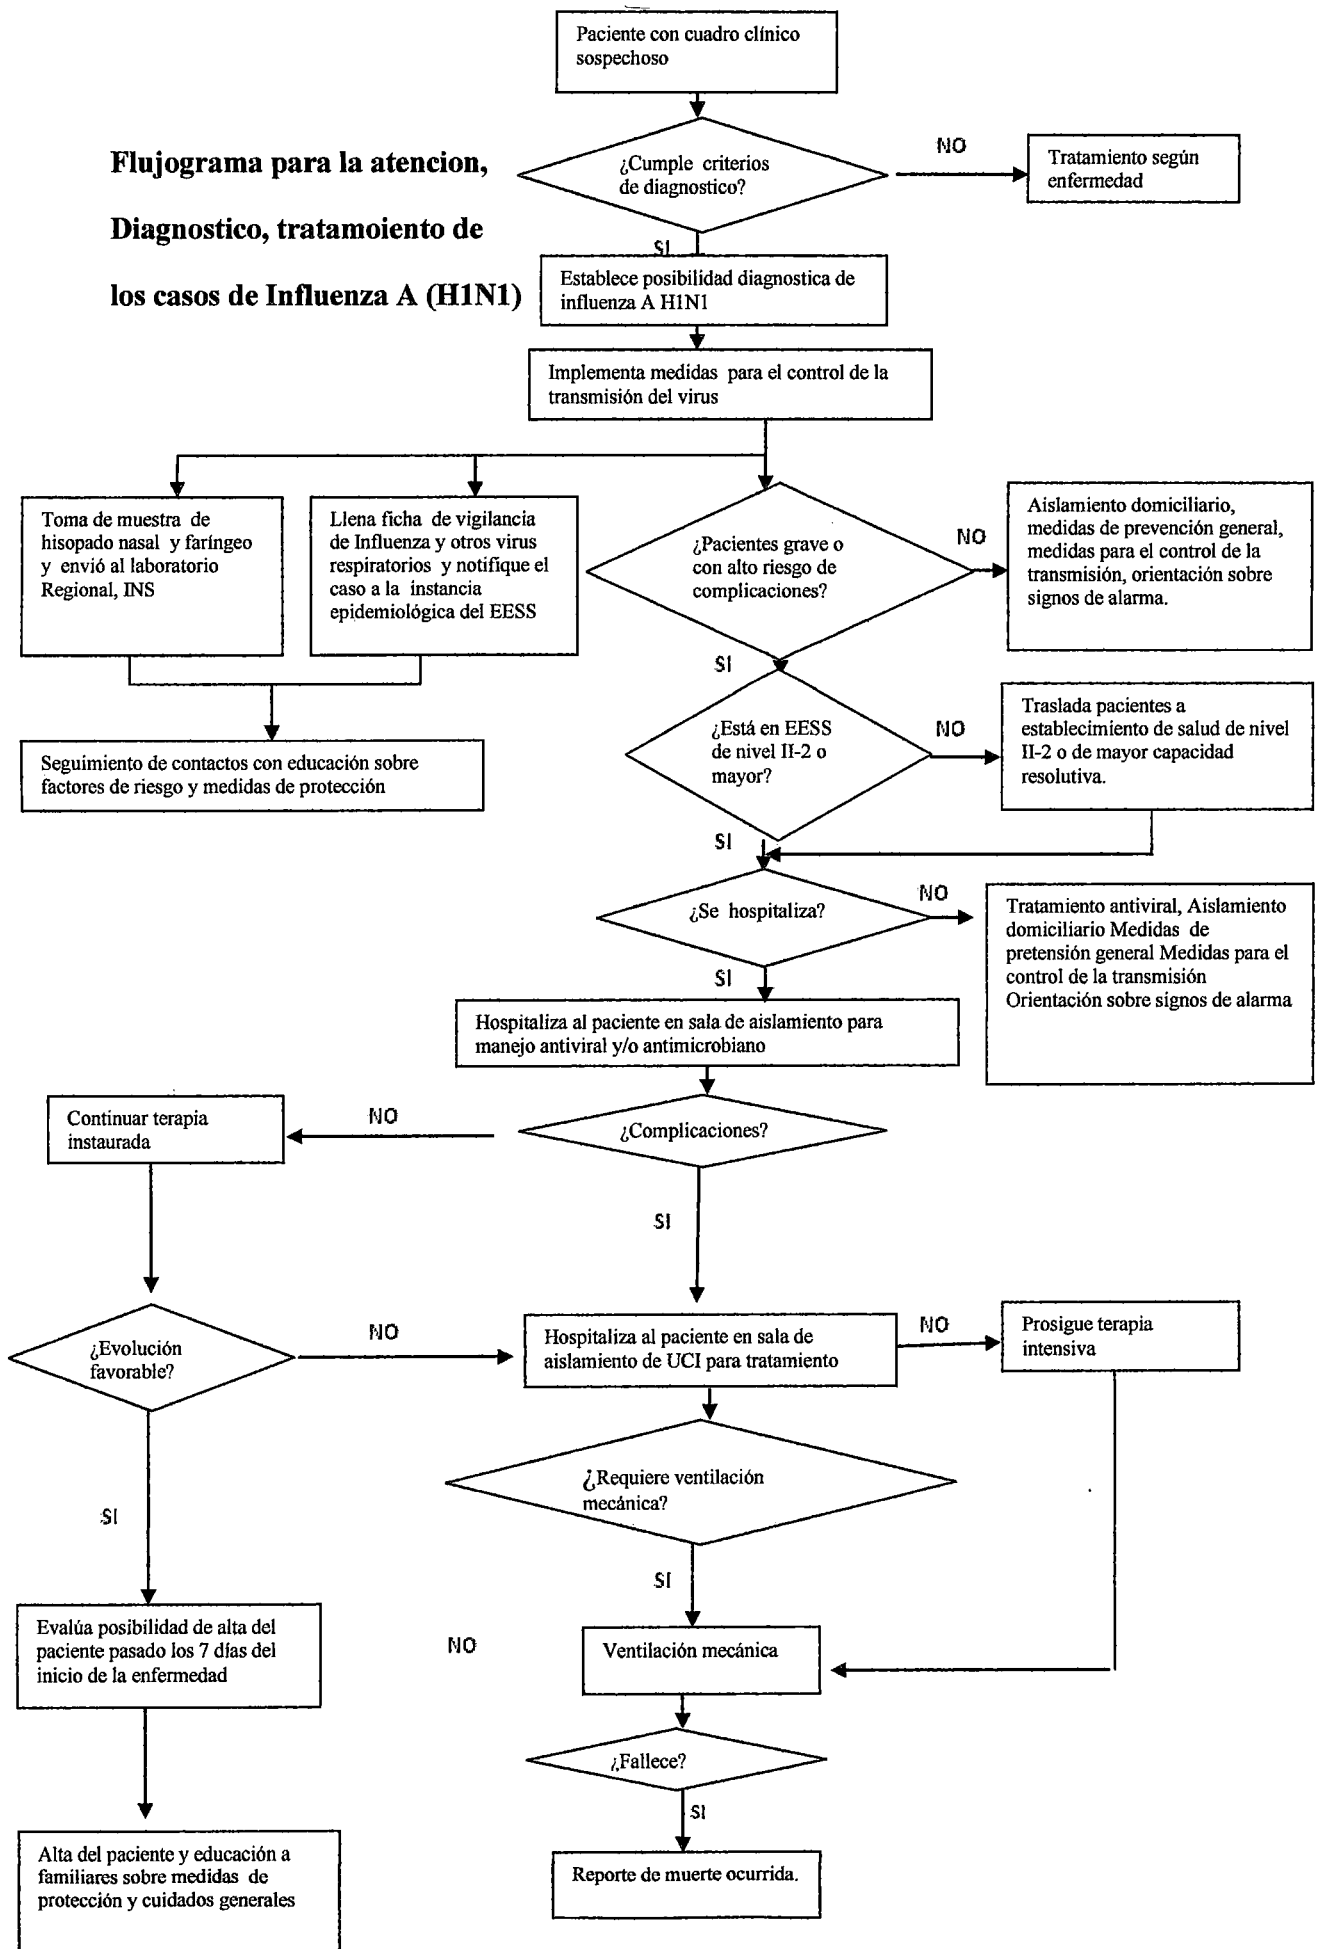 Paciente con cuadro clínico
sospechoso
Flujograma para la atencion,
Diagnostico, tratamoiento de
los casos de Influenza A (H1N1)
¿Cumple criterios
de diagnostico?
NO
Tratamiento según
enfermedad
SI
Establece posibilidad diagnostica de
influenza A H1N1
Implementa medidas para el control de la
transmisión del virus
Toma de muestra de
hisopado nasal y faríngeo
y envió al laboratorio
Regional, INS
Llena ficha de vigilancia
de Influenza y otros virus
respiratorios y notifique el
caso a la instancia
epidemiológica del EESS
¿Pacientes grave o
con alto riesgo de
complicaciones?
NO
Aislamiento domiciliario,
medidas de prevención general,
medidas para el control de la
transmisión, orientación sobre
signos de alarma.
SI
Seguimiento de contactos con educación sobre
factores de riesgo y medidas de protección
¿Está en EESS
de nivel II-2 o
mayor?
NO
Traslada pacientes a
establecimiento de salud de nivel
II-2 o de mayor capacidad
resolutiva.
SI
¿Se hospitaliza?
NO
Tratamiento antiviral, Aislamiento
domiciliario Medidas de
pretensión general Medidas para el
control de la transmisión
Orientación sobre signos de alarma
SI
Hospitaliza al paciente en sala de aislamiento para
manejo antiviral y/o antimicrobiano
¿Complicaciones?
NO
Continuar terapia
instaurada
SI
¿Evolución
favorable?
NO
Hospitaliza al paciente en sala de
aislamiento de UCI para tratamiento
NO
Prosigue terapia
intensiva
¿Requiere ventilación
mecánica?
SI
SI
Evalúa posibilidad de alta del
paciente pasado los 7 días del
inicio de la enfermedad
NO
Ventilación mecánica
¿Fallece?
SI
Alta del paciente y educación a
familiares sobre medidas de
protección y cuidados generales
Reporte de muerte ocurrida.